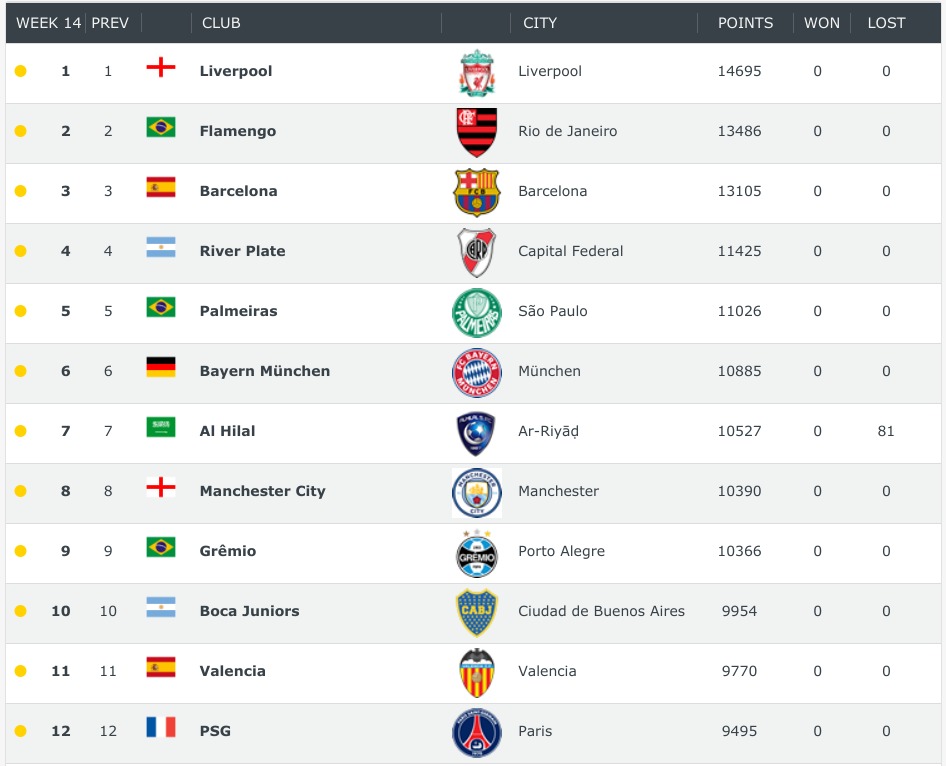 WEEK 14 PREV CLUB CITY POINTS WON LOST
1 1 Liverpool Liverpool 14695 0 0
2 2 Flamengo Rio de Janeiro 13486 0 0
3 3 Barcelona Barcelona 13105 0 0
4 4 River Plate Capital Federal 11425 0 0
5 5 Palmeiras São Paulo 11026 0 0
6 6 Bayern München München 10885 0 0
7 7 Al Hilal Ar-Riyāḍ 10527 0 81
8 8 Manchester City Manchester 10390 0 0
9 9 Grêmio Porto Alegre 10366 0 0
10 10 Boca Juniors Ciudad de Buenos Aires 9954 0 0
11 11 Valencia Valencia 9770 0 0
12 12 PSG Paris 9495 0 0